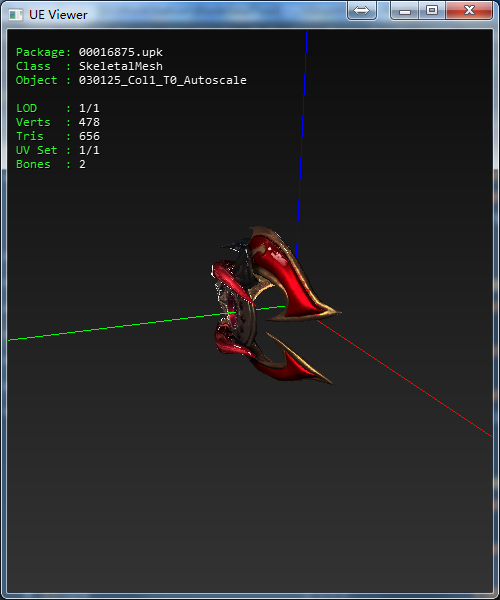 UE Viewer
Package: 00016875.upk
Class : SkeletalMesh
Object : 030125_Col1_T0_Autoscale
LOD : 1/1
Verts : 478
Tris : 656
UV Set : 1/1
Bones : 2